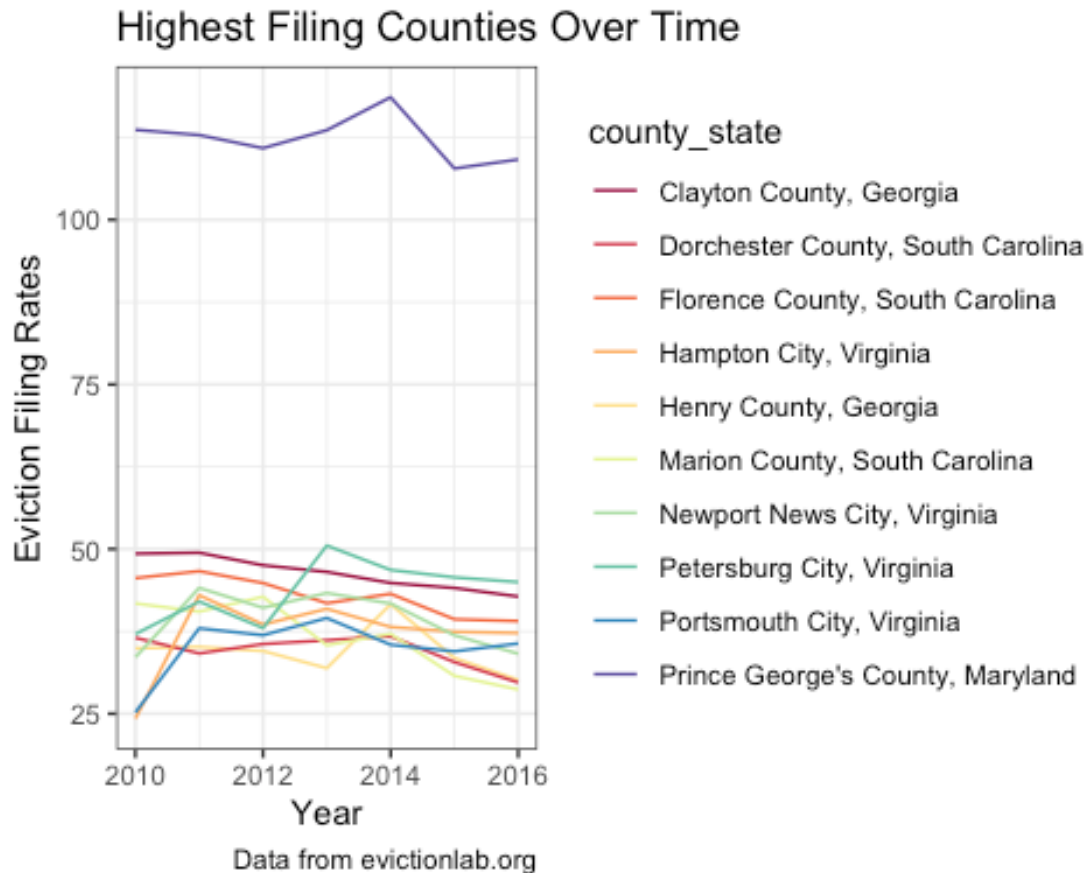 Highest Filing Counties Over Time
Eviction Filing Rates
100
75
50
25
2010 2012 2014 2016
Year
Data from evictionlab.org
county_state
Clayton County, Georgia
Dorchester County, South Carolina
Florence County, South Carolina
Hampton City, Virginia
Henry County, Georgia
Marion County, South Carolina
Newport News City, Virginia
Petersburg City, Virginia
Portsmouth City, Virginia
Prince George's County, Maryland